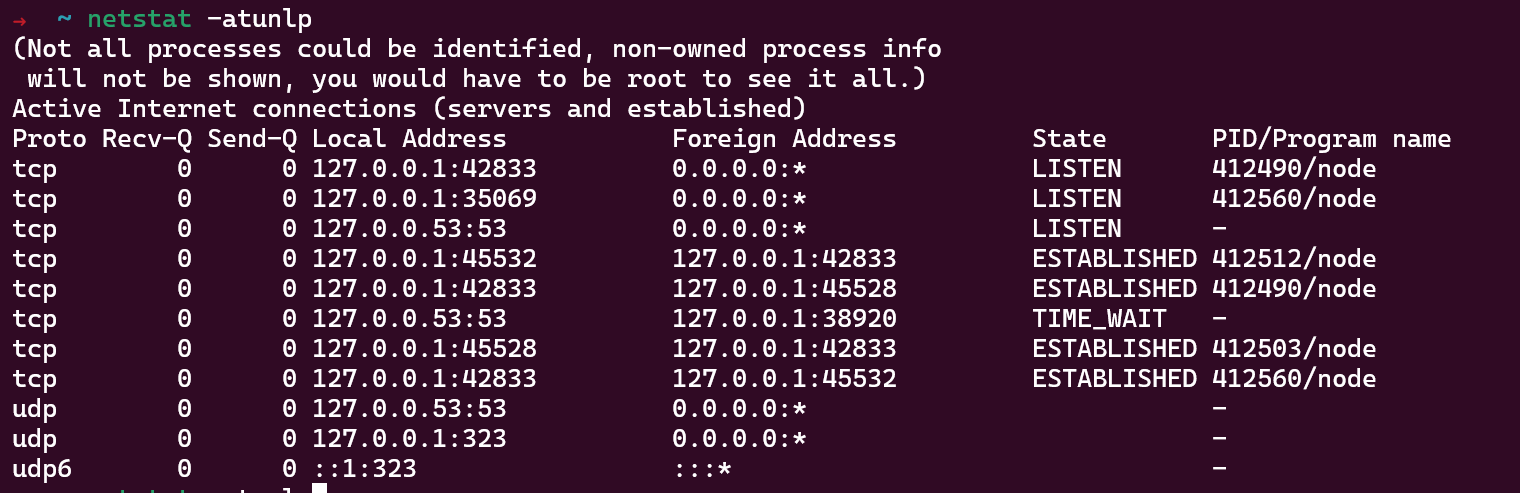 → ~ netstat -atunlp
(Not all processes could be identified, non-owned process info
 will not be shown, you would have to be root to see it all.)
Active Internet connections (servers and established)
Proto Recv-Q Send-Q Local Address           Foreign Address         State       PID/Program name
tcp        0      0 127.0.0.1:42833         0.0.0.0:*               LISTEN      412490/node
tcp        0      0 127.0.0.1:35069         0.0.0.0:*               LISTEN      412560/node
tcp        0      0 127.0.0.53:53           0.0.0.0:*               LISTEN      -
tcp        0      0 127.0.0.1:45532         127.0.0.1:42833         ESTABLISHED 412512/node
tcp        0      0 127.0.0.1:42833         127.0.0.1:45528         ESTABLISHED 412490/node
tcp        0      0 127.0.0.53:53           127.0.0.1:38920         TIME_WAIT   -
tcp        0      0 127.0.0.1:45528         127.0.0.1:42833         ESTABLISHED 412503/node
tcp        0      0 127.0.0.1:42833         127.0.0.1:45532         ESTABLISHED 412560/node
udp        0      0 127.0.0.53:53           0.0.0.0:*                           -
udp        0      0 127.0.0.1:323           0.0.0.0:*                           -
udp6       0      0 ::1:323                 :::*                                -